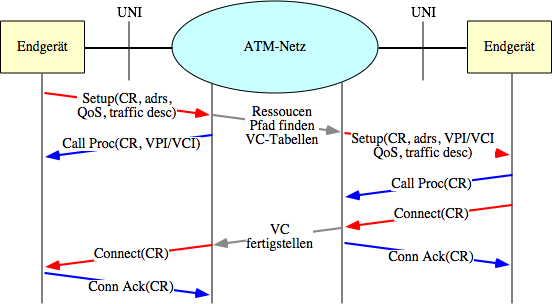 UNI
UNI
Endgerät
ATM-Netz
Endgerät
Setup(CR, adrs,
QoS, traffic desc)
Ressoucen
Pfad finden
VC-Tabellen
Call Proc(CR, VPI/VCI)
Setup(CR, adrs, VPI/VCI
QoS, traffic desc)
Call Proc(CR)
Connect(CR)
VC
fertigstellen
Connect(CR)
Conn Ack(CR)
Conn Ack(CR)